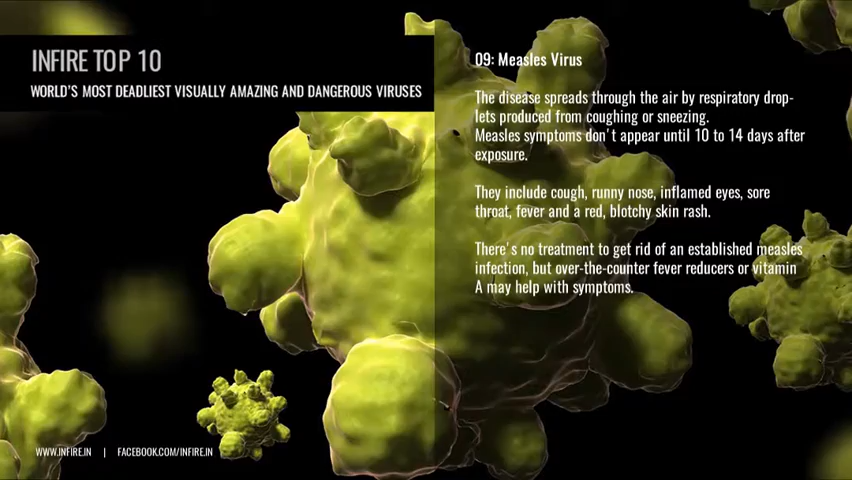 INFIRE TOP 10
WORLD'S MOST DEADLIEST VISUALLY AMAZING AND DANGEROUS VIRUSES
09: Measles Virus
The disease spreads through the air by respiratory drop-
lets produced from coughing or sneezing.
Measles symptoms don't appear until 10 to 14 days after
exposure.
They include cough, runny nose, inflamed eyes, sore
throat, fever and a red, blotchy skin rash.
There's no treatment to get rid of an established measles
infection, but over-the-counter fever reducers or vitamin
A may help with symptoms.
WWW.INFIRE.IN | FACEBOOK.COM/INFIRE.IN